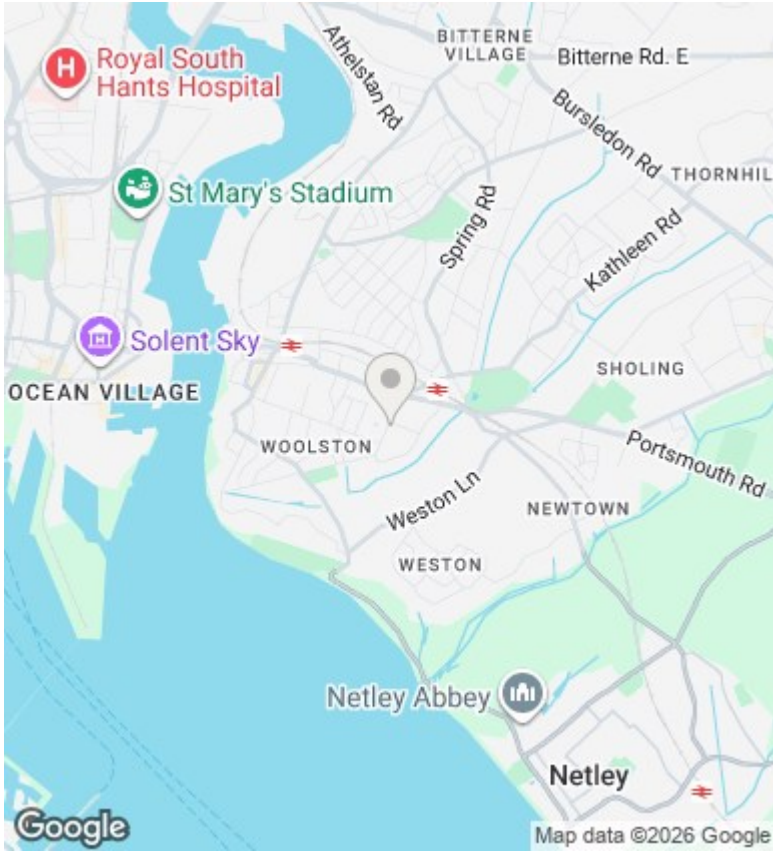 BITTERNE
VILLAGE
Bitterne Rd. E
Royal South
Hants Hospital
Athelstan Rd
Bursledon Rd
THORNHIL
St Mary's Stadium
Spring Rd
Kathleen Rd
Solent Sky
OCEAN VILLAGE
SHOLING
WOOLSTON
Portsmouth Rd
Weston Ln
NEWTOWN
WESTON
Netley Abbey
Netley
Google
Map data ©2026 Google